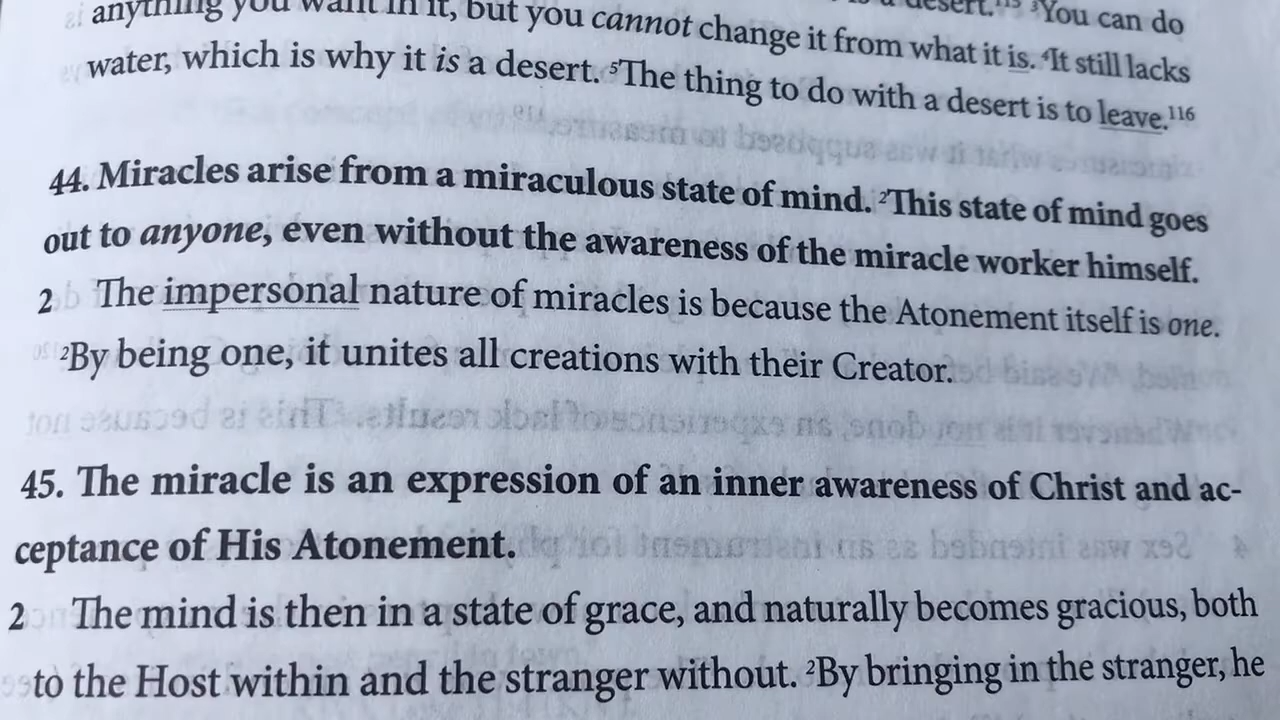 anything you want in it, but you cannot change it from what it is. ⁴It still lacks
desert.¹¹⁵ ³You can do
water, which is why it is a desert. ⁵The thing to do with a desert is to leave.¹¹⁶
44. Miracles arise from a miraculous state of mind. ²This state of mind goes
out to anyone, even without the awareness of the miracle worker himself.
2 The impersonal nature of miracles is because the Atonement itself is one.
²By being one, it unites all creations with their Creator.
45. The miracle is an expression of an inner awareness of Christ and ac-
ceptance of His Atonement.
2 The mind is then in a state of grace, and naturally becomes gracious, both
to the Host within and the stranger without. ²By bringing in the stranger, he